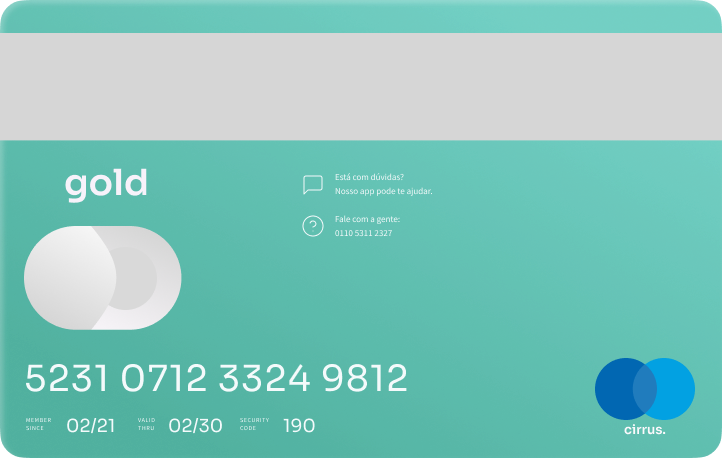 gold
Está com dúvidas?
Nosso app pode te ajudar.
Fale com a gente:
0110 5311 2327
5231 0712 3324 9812
MEMBER SINCE 02/21 VALID THRU 02/30 SECURITY CODE 190
cirrus.